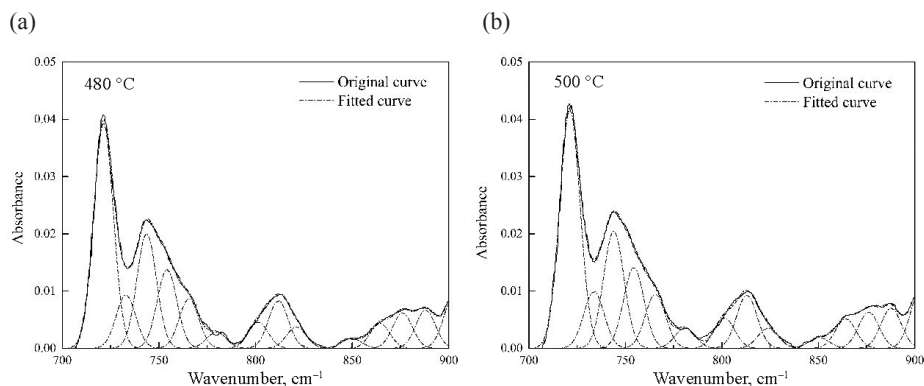 (a)
(b)
0.05
480 °C
Original curve
Fitted curve
0.04
0.03
0.02
0.01
0.00
Absorbance
700
750
800
850
900
Wavenumber, cm⁻¹
0.05
500 °C
Original curve
Fitted curve
0.04
0.03
0.02
0.01
0.00
Absorbance
700
750
800
850
900
Wavenumber, cm⁻¹